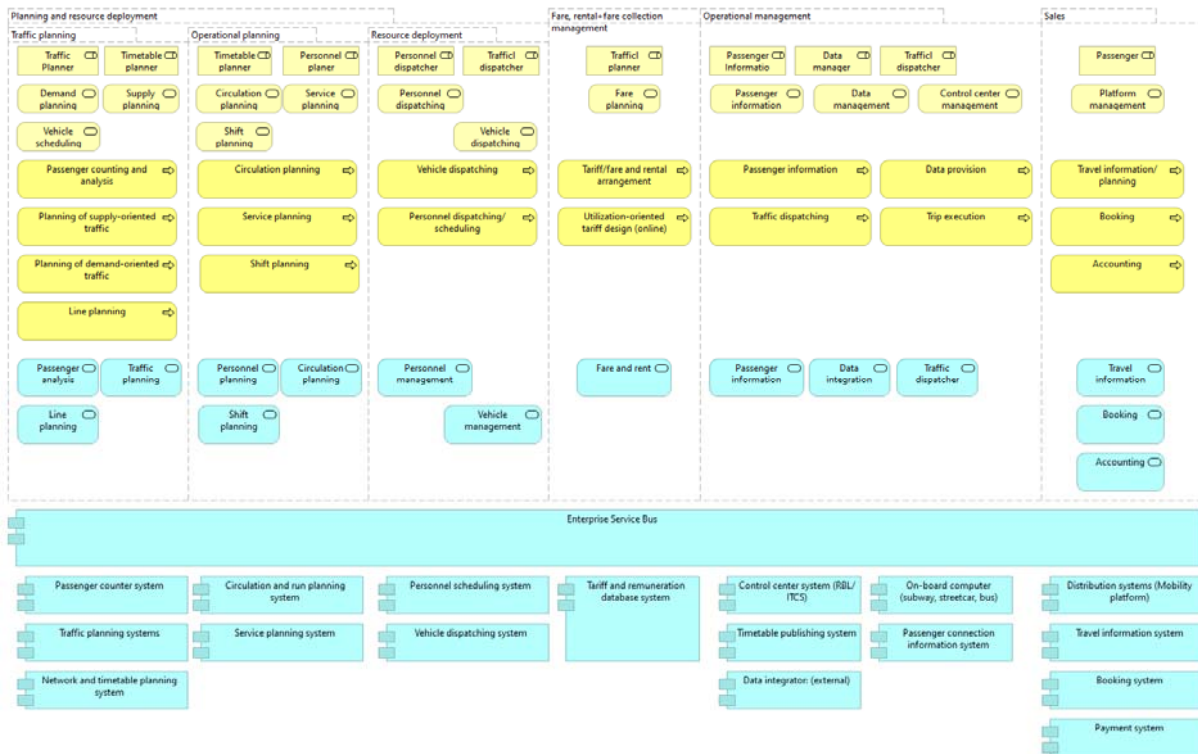 Planning and resource deployment
Fare, rental+fare collection
management
Operational management
Sales
Traffic planning
Operational planning
Resource deployment
Traffic
Planner
Timetable
planner
Timetable
planner
Personnel
planer
Personnel
dispatcher
Trafficl
dispatcher
Trafficl
planner
Passenger
Informatio
Data
manager
Trafficl
dispatcher
Passenger
Demand
planning
Supply
planning
Circulation
planning
Service
planning
Personnel
dispatching
Fare
planning
Passenger
information
Data
management
Control center
management
Platform
management
Vehicle
scheduling
Shift
planning
Vehicle
dispatching
Passenger counting and
analysis
Circulation planning
Vehicle dispatching
Tariff/fare and rental
arrangement
Passenger information
Data provision
Travel information/
planning
Planning of supply-oriented
traffic
Service planning
Personnel dispatching/
scheduling
Utilization-oriented
tariff design (online)
Traffic dispatching
Trip execution
Booking
Planning of demand-oriented
traffic
Shift planning
Accounting
Line planning
Passenger
analysis
Traffic
planning
Personnel
planning
Circulation
planning
Personnel
management
Fare and rent
Passenger
information
Data
integration
Traffic
dispatcher
Travel
information
Line
planning
Shift
planning
Vehicle
management
Booking
Accounting
Enterprise Service Bus
Passenger counter system
Circulation and run planning
system
Personnel scheduling system
Tariff and remuneration
database system
Control center system (RBL/
ITCS)
On-board computer
(subway, streetcar, bus)
Distribution systems (Mobility
platform)
Traffic planning systems
Service planning system
Vehicle dispatching system
Timetable publishing system
Passenger connection
information system
Travel information system
Network and timetable planning
system
Data integrator: (external)
Booking system
Payment system